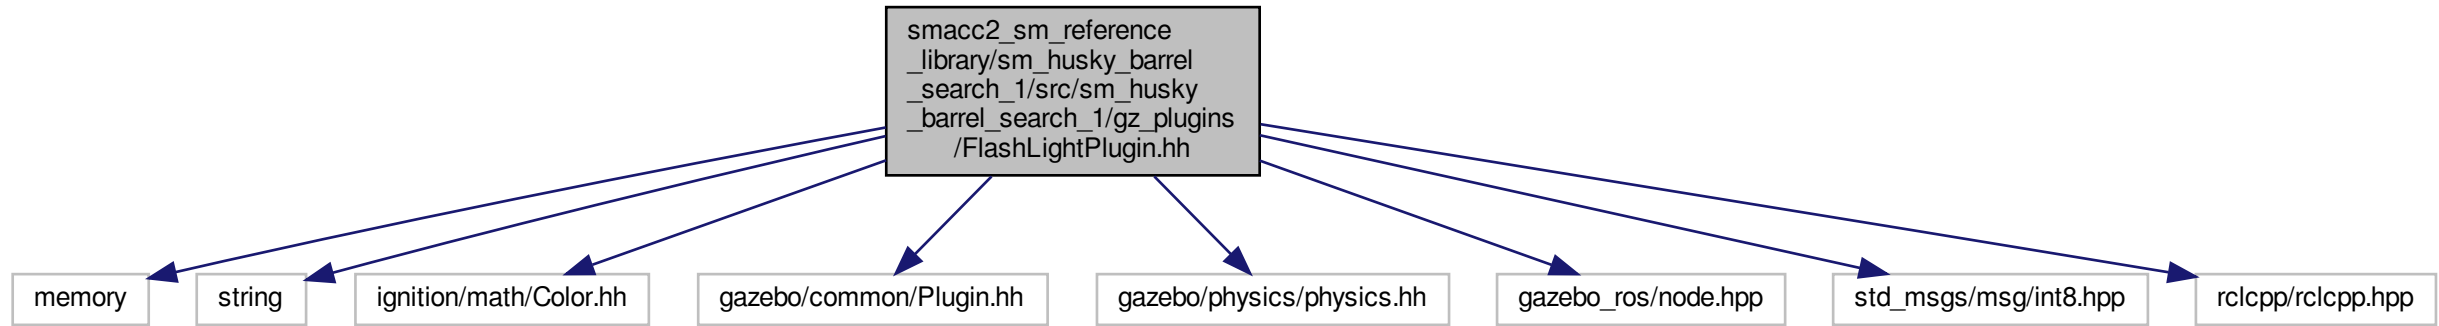 smacc2_sm_reference
_library/sm_husky_barrel
_search_1/src/sm_husky
_barrel_search_1/gz_plugins
/FlashLightPlugin.hh
memory
string
ignition/math/Color.hh
gazebo/common/Plugin.hh
gazebo/physics/physics.hh
gazebo_ros/node.hpp
std_msgs/msg/int8.hpp
rclcpp/rclcpp.hpp